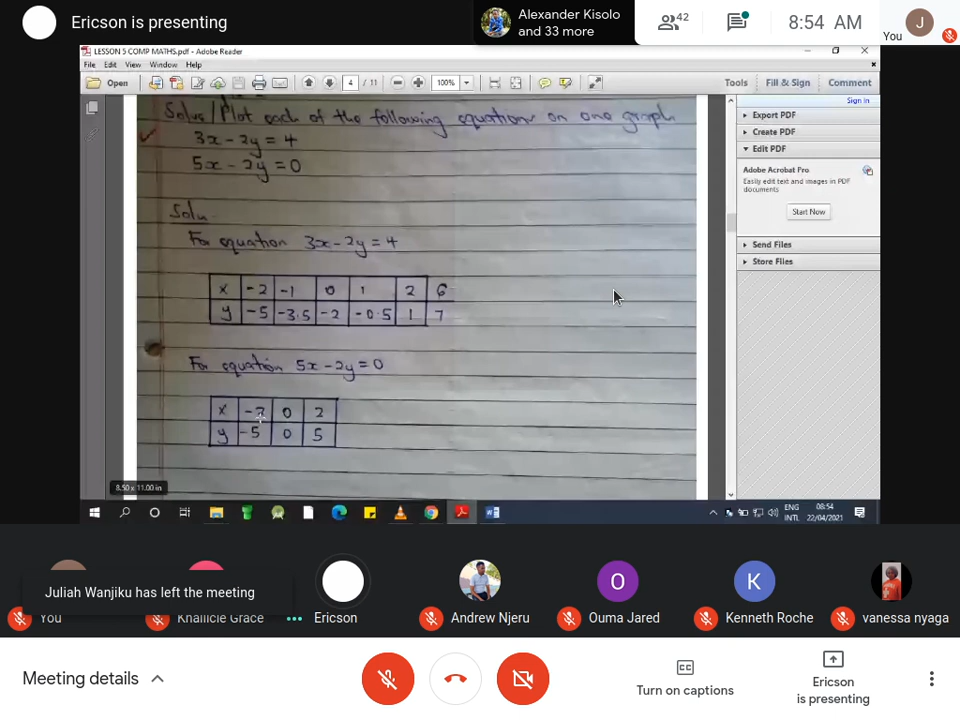 Ericson is presenting
Alexander Kisolo
and 33 more
42
8:54 AM
J
You
LESSON 5 COMP MATHS.pdf - Adobe Reader
File Edit View Window Help
Open
4 / 11
100%
Tools Fill & Sign Comment
Sign In
Export PDF
Create PDF
Edit PDF
Adobe Acrobat Pro
Easily edit text and images in PDF
documents
Start Now
Send Files
Store Files
Solve/Plot each of the following equations on one graph
3x - 2y = 4
5x - 2y = 0
Soln
For equation 3x - 2y = 4
x -2 -1 0 1 2 6
y -5 -3.5 -2 -0.5 1 7
For equation 5x - 2y = 0
x -2 0 2
y -5 0 5
8.50 x 11.00 in
ENG
INTL
08:54
22/04/2021
Juliah Wanjiku has left the meeting
You
Khallicie Grace
Ericson
Andrew Njeru
O
Ouma Jared
K
Kenneth Roche
vanessa nyaga
Meeting details
Turn on captions
Ericson
is presenting